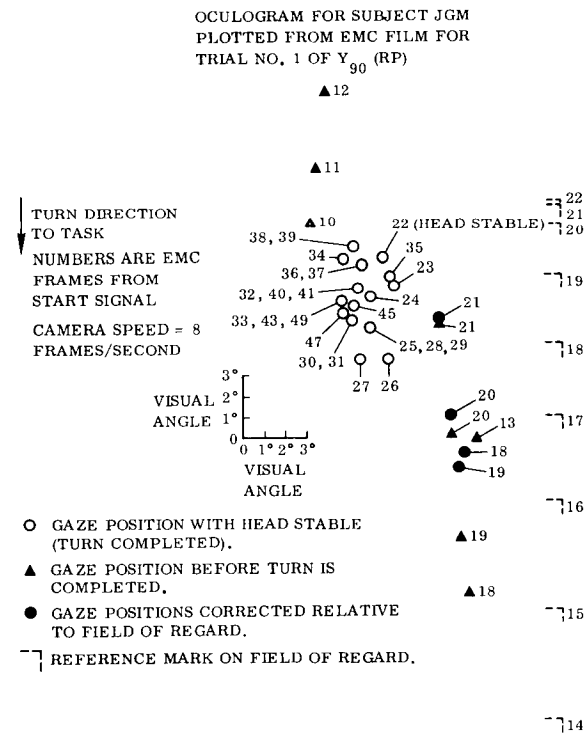 OCULOGRAM FOR SUBJECT JGM
PLOTTED FROM EMC FILM FOR
TRIAL NO. 1 OF Y90 (RP)
12
11
10
TURN DIRECTION
TO TASK
NUMBERS ARE EMC
FRAMES FROM
START SIGNAL
CAMERA SPEED = 8
FRAMES/SECOND
22 (HEAD STABLE)
38, 39
34
36, 37
35
23
32, 40, 41
24
33, 43, 49
45
47
25, 28, 29
30, 31
27
26
21
21
20
20
13
18
19
19
18
22
21
20
19
18
17
16
15
14
3°
VISUAL 2°
ANGLE 1°
0
0 1° 2° 3°
VISUAL
ANGLE
GAZE POSITION WITH HEAD STABLE
(TURN COMPLETED).
GAZE POSITION BEFORE TURN IS
COMPLETED.
GAZE POSITIONS CORRECTED RELATIVE
TO FIELD OF REGARD.
REFERENCE MARK ON FIELD OF REGARD.